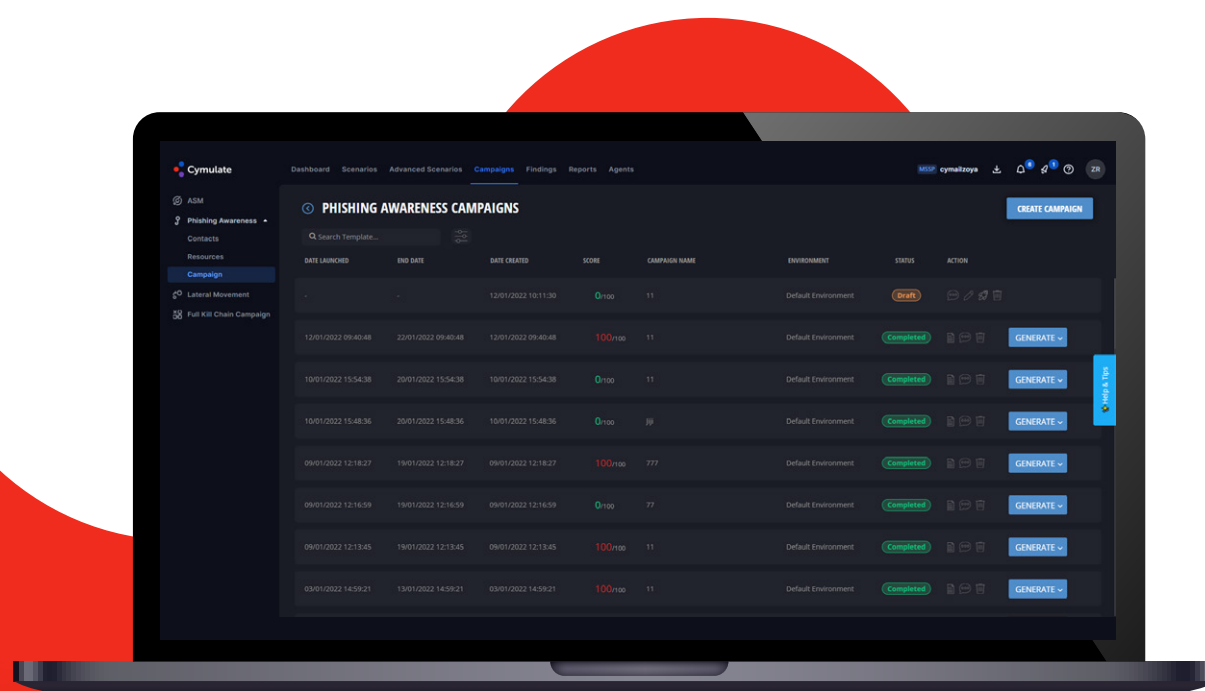 Cymulate
Dashboard Scenarios Advanced Scenarios Campaigns Findings Reports Agents
MSSP cymalizoya 6 1 ZR
ASM
Phishing Awareness
Contacts
Resources
Campaign
Lateral Movement
Full Kill Chain Campaign
PHISHING AWARENESS CAMPAIGNS
CREATE CAMPAIGN
Search Template...
DATE LAUNCHED END DATE DATE CREATED SCORE CAMPAIGN NAME ENVIRONMENT STATUS ACTION
- - 12/01/2022 10:11:30 0/100 11 Default Environment Draft
12/01/2022 09:40:48 22/01/2022 09:40:48 12/01/2022 09:40:48 100/100 11 Default Environment Completed GENERATE
10/01/2022 15:54:38 20/01/2022 15:54:38 10/01/2022 15:54:38 0/100 11 Default Environment Completed GENERATE
10/01/2022 15:48:36 20/01/2022 15:48:36 10/01/2022 15:48:36 0/100 Default Environment Completed GENERATE
09/01/2022 12:18:27 19/01/2022 12:18:27 09/01/2022 12:18:27 100/100 777 Default Environment Completed GENERATE
09/01/2022 12:16:59 19/01/2022 12:16:59 09/01/2022 12:16:59 0/100 77 Default Environment Completed GENERATE
09/01/2022 12:13:45 19/01/2022 12:13:45 09/01/2022 12:13:45 100/100 11 Default Environment Completed GENERATE
03/01/2022 14:59:21 13/01/2022 14:59:21 03/01/2022 14:59:21 100/100 11 Default Environment Completed GENERATE
Help & Tips